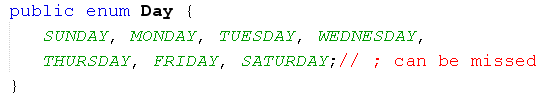 public enum Day {
SUNDAY, MONDAY, TUESDAY, WEDNESDAY,
THURSDAY, FRIDAY, SATURDAY;// ; can be missed
}